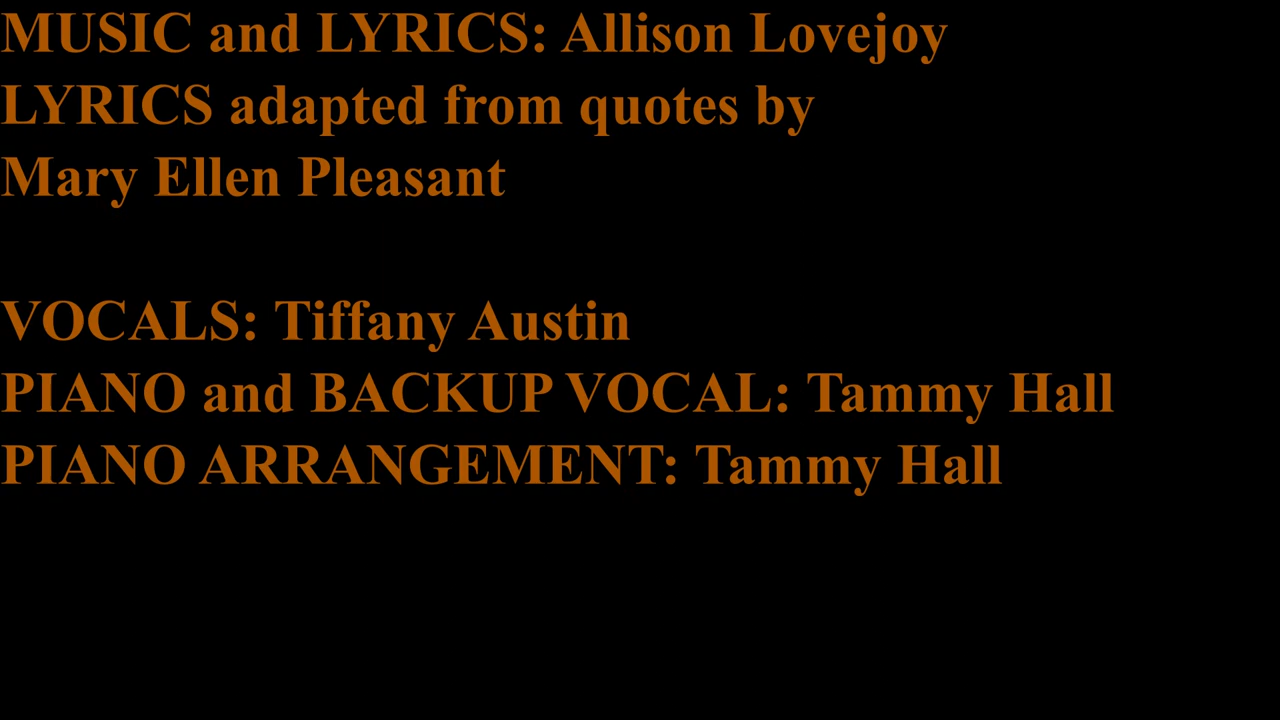 MUSIC and LYRICS: Allison Lovejoy
LYRICS adapted from quotes by
Mary Ellen Pleasant
VOCALS: Tiffany Austin
PIANO and BACKUP VOCAL: Tammy Hall
PIANO ARRANGEMENT: Tammy Hall